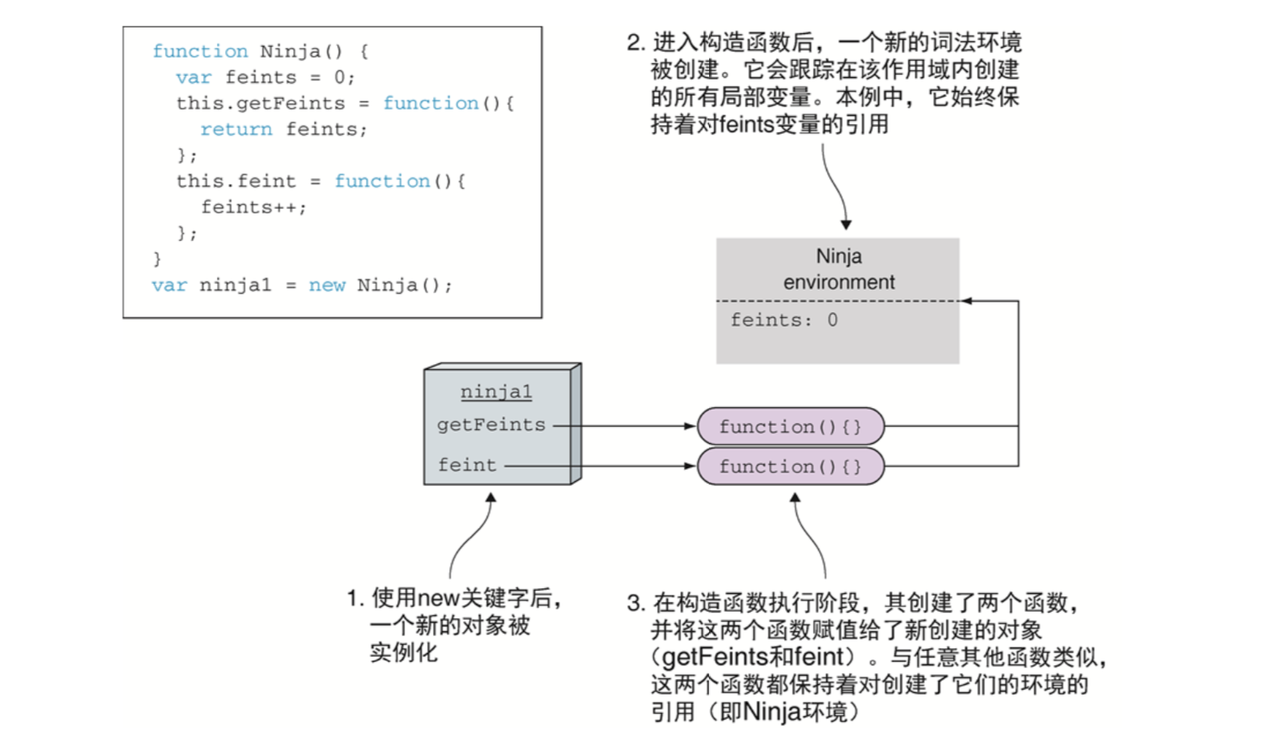 function Ninja() {
var feints = 0;
this.getFeints = function(){
return feints;
};
this.feint = function(){
feints++;
};
}
var ninja1 = new Ninja();
2. 进入构造函数后，一个新的词法环境
被创建。它会跟踪在该作用域内创建
的所有局部变量。本例中，它始终保
持着对feints变量的引用
Ninja
environment
feints: 0
ninja1
getFeints
feint
function(){}
function(){}
1. 使用new关键字后，
一个新的对象被
实例化
3. 在构造函数执行阶段，其创建了两个函数，
并将这两个函数赋值给了新创建的对象
（getFeints和feint）。与任意其他函数类似，
这两个函数都保持着对创建了它们的环境的
引用（即Ninja环境）